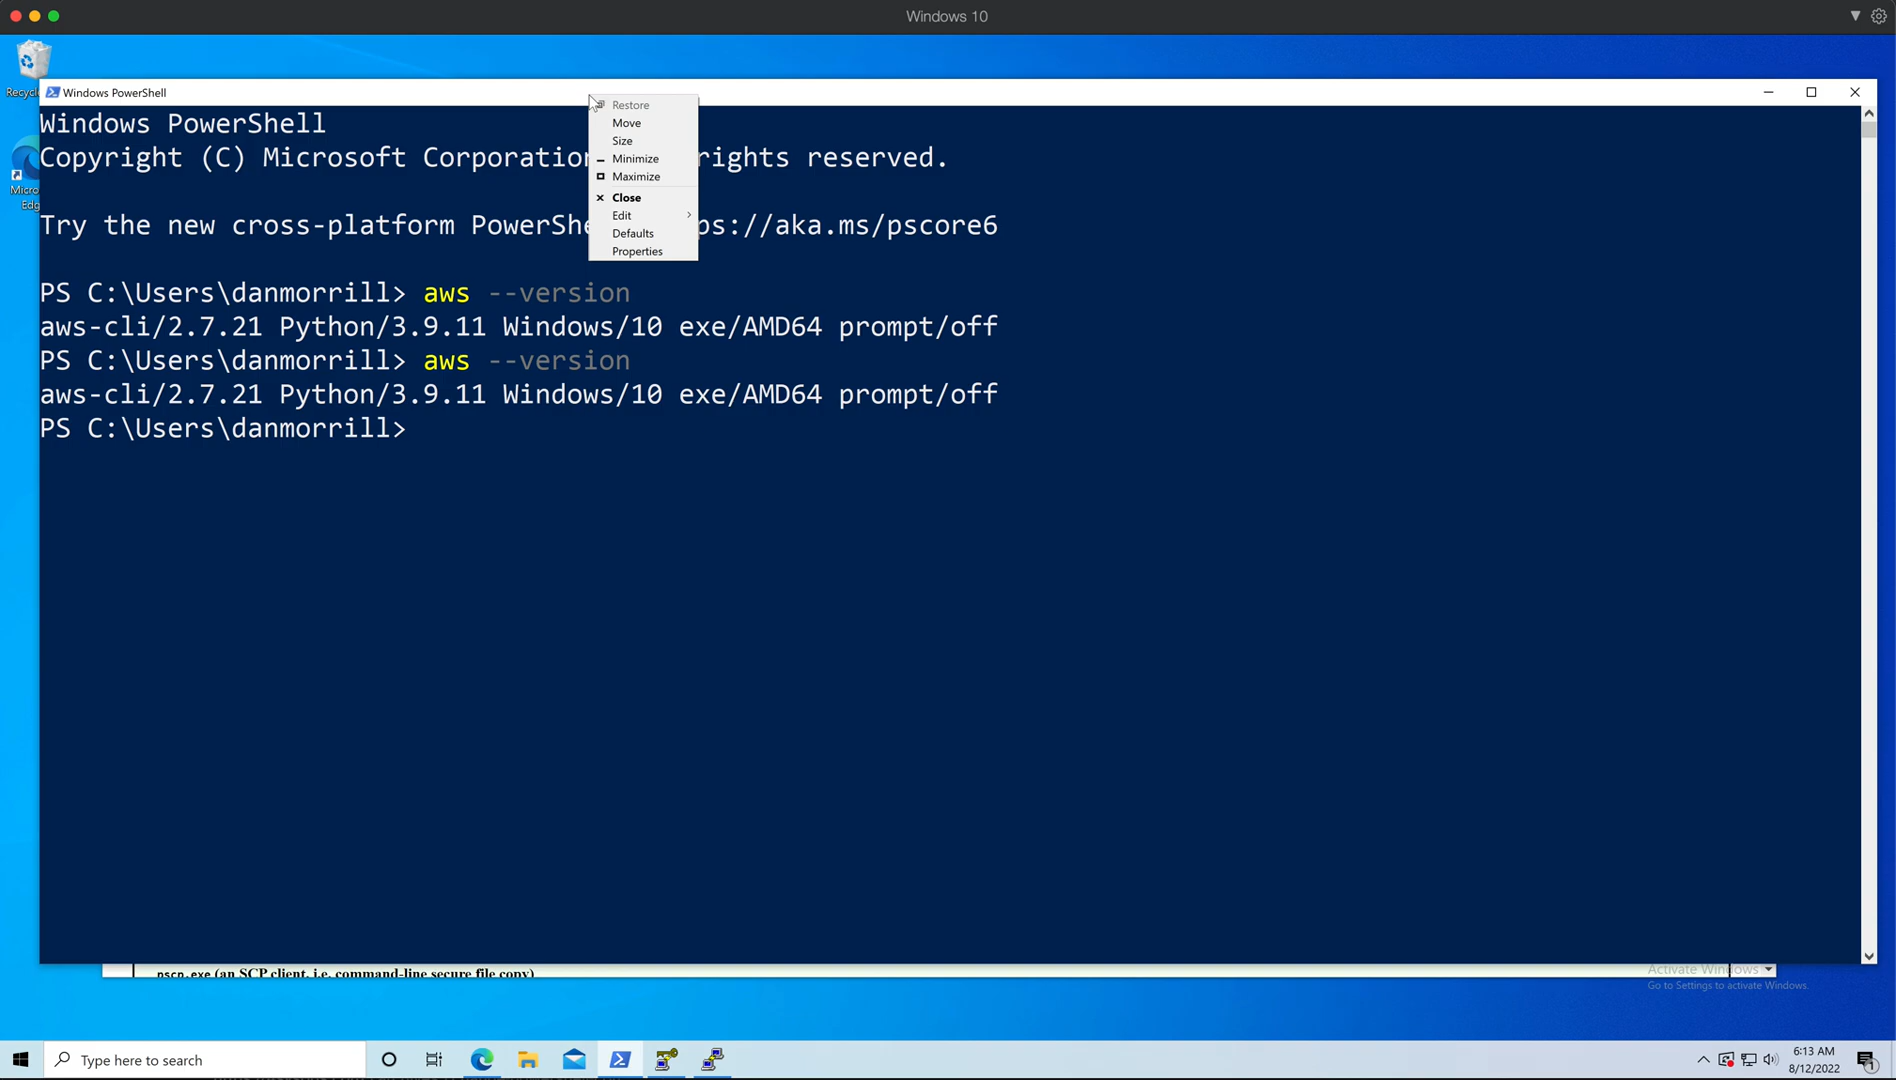 Windows 10
Recycle
Windows PowerShell
Restore
Move
Size
Minimize
Maximize
Close
Edit
Defaults
Properties
Windows PowerShell
Copyright (C) Microsoft Corporation rights reserved.
Try the new cross-platform PowerShe ps://aka.ms/pscore6
Micro
Edg
PS C:\Users\danmorrill> aws --version
aws-cli/2.7.21 Python/3.9.11 Windows/10 exe/AMD64 prompt/off
PS C:\Users\danmorrill> aws --version
aws-cli/2.7.21 Python/3.9.11 Windows/10 exe/AMD64 prompt/off
PS C:\Users\danmorrill>
pscp.exe (an SCP client, i.e. command-line secure file copy)
Activate Windows
Go to Settings to activate Windows.
Type here to search
6:13 AM
8/12/2022
1